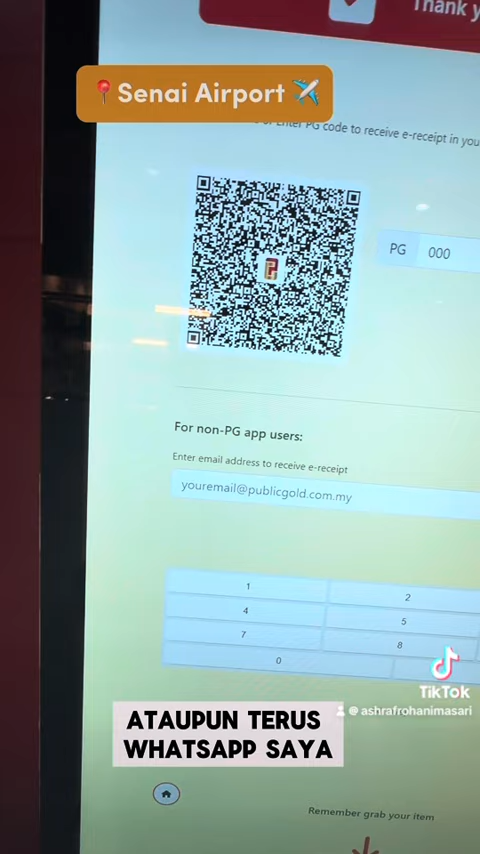 Thank y
📍Senai Airport ✈️
Enter PG code to receive e-receipt in you
PG 000
For non-PG app users:
Enter email address to receive e-receipt
youremail@publicgold.com.my
1 2
4 5
7 8
0
TikTok
@ashrafrohanimasari
ATAUPUN TERUS
WHATSAPP SAYA
Remember grab your item